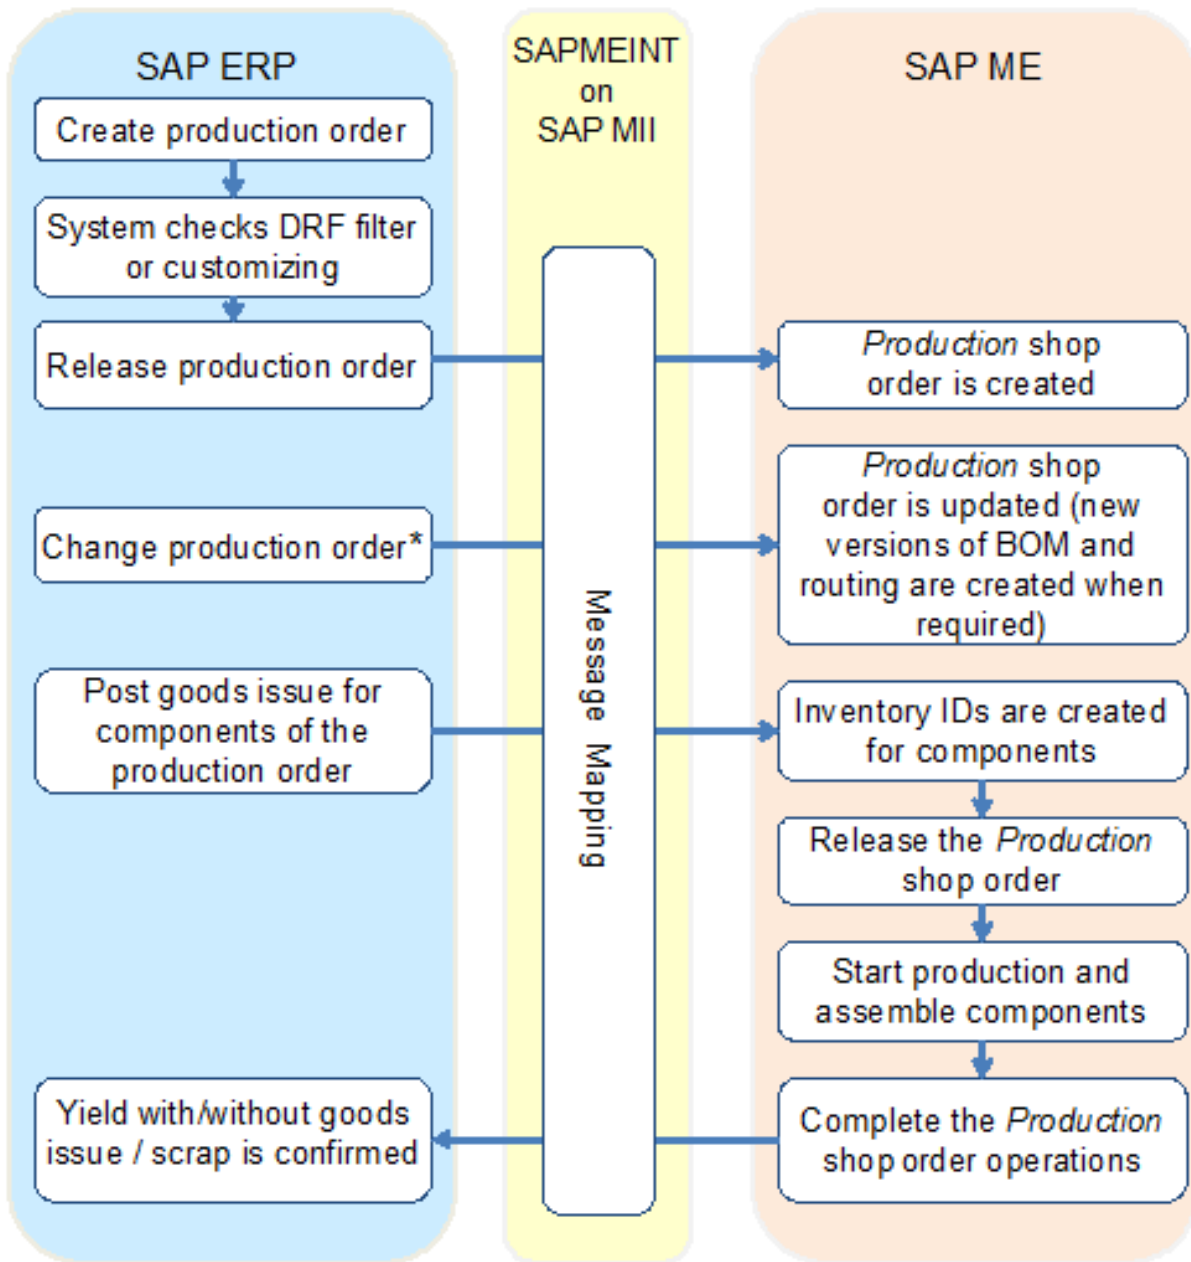 SAP ERP
Create production order
System checks DRF filter
or customizing
Release production order
Change production order*
Post goods issue for
components of the
production order
Yield with/without goods
issue / scrap is confirmed
SAPMEINT
on
SAP MII
Message Mapping
SAP ME
Production shop
order is created
Production shop
order is updated (new
versions of BOM and
routing are created when
required)
Inventory IDs are created
for components
Release the Production
shop order
Start production and
assemble components
Complete the Production
shop order operations